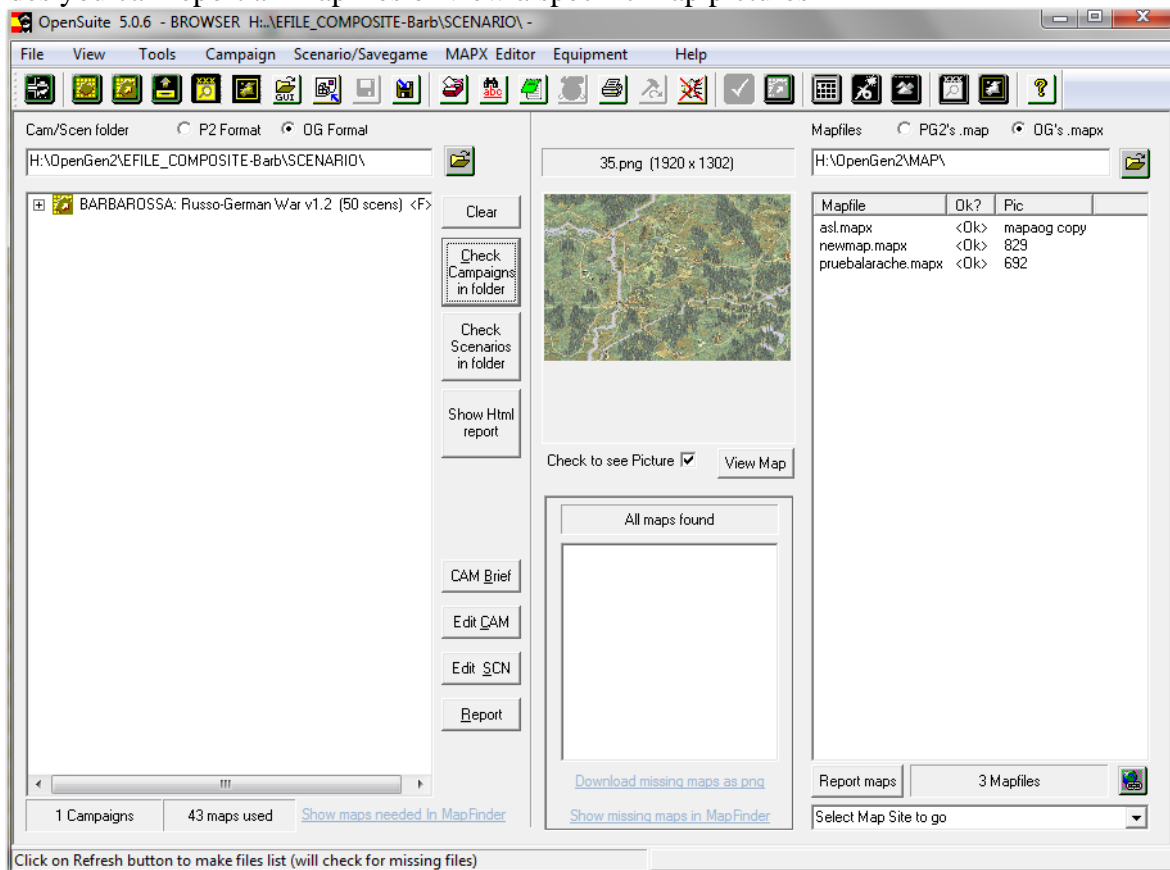 OpenSuite 5.0.6 - BROWSER H:..\EFILE_COMPOSITE-Barb\SCENARIO\ -
File View Tools Campaign Scenario/Savegame MAPX Editor Equipment Help
GUI
abc
Cam/Scen folder P2 Format OG Format
H:\OpenGen2\EFILE_COMPOSITE-Barb\SCENARIO\
BARBAROSSA: Russo-German War v1.2 (50 scens) <F>
Clear
Check
Campaigns
in folder
Check
Scenarios
in folder
Show Html
report
CAM Brief
Edit CAM
Edit SCN
Report
1 Campaigns 43 maps used Show maps needed In MapFinder
35.png (1920 x 1302)
Check to see Picture View Map
All maps found
Download missing maps as png
Show missing maps in MapFinder
Mapfiles PG2's .map OG's .mapx
H:\OpenGen2\MAP\
Mapfile Ok? Pic
asl.mapx <Ok> mapaog copy
newmap.mapx <Ok> 829
pruebalarache.mapx <Ok> 692
Report maps 3 Mapfiles
Select Map Site to go
Click on Refresh button to make files list (will check for missing files)